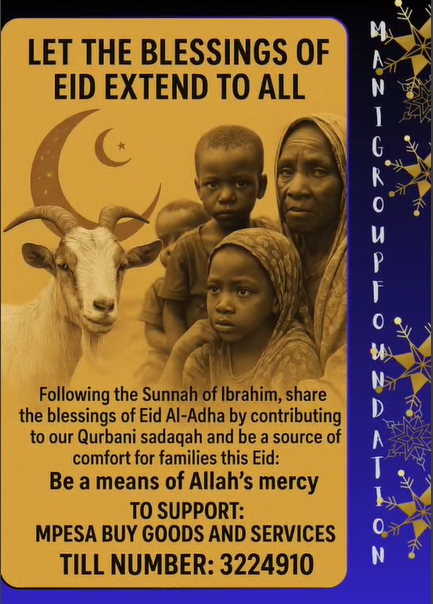 LET THE BLESSINGS OF
EID EXTEND TO ALL
Following the Sunnah of Ibrahim, share
the blessings of Eid Al-Adha by contributing
to our Qurbani sadaqah and be a source of
comfort for families this Eid:
Be a means of Allah's mercy
TO SUPPORT:
MPESA BUY GOODS AND SERVICES
TILL NUMBER: 3224910
MANIGROUPFOUNDATION